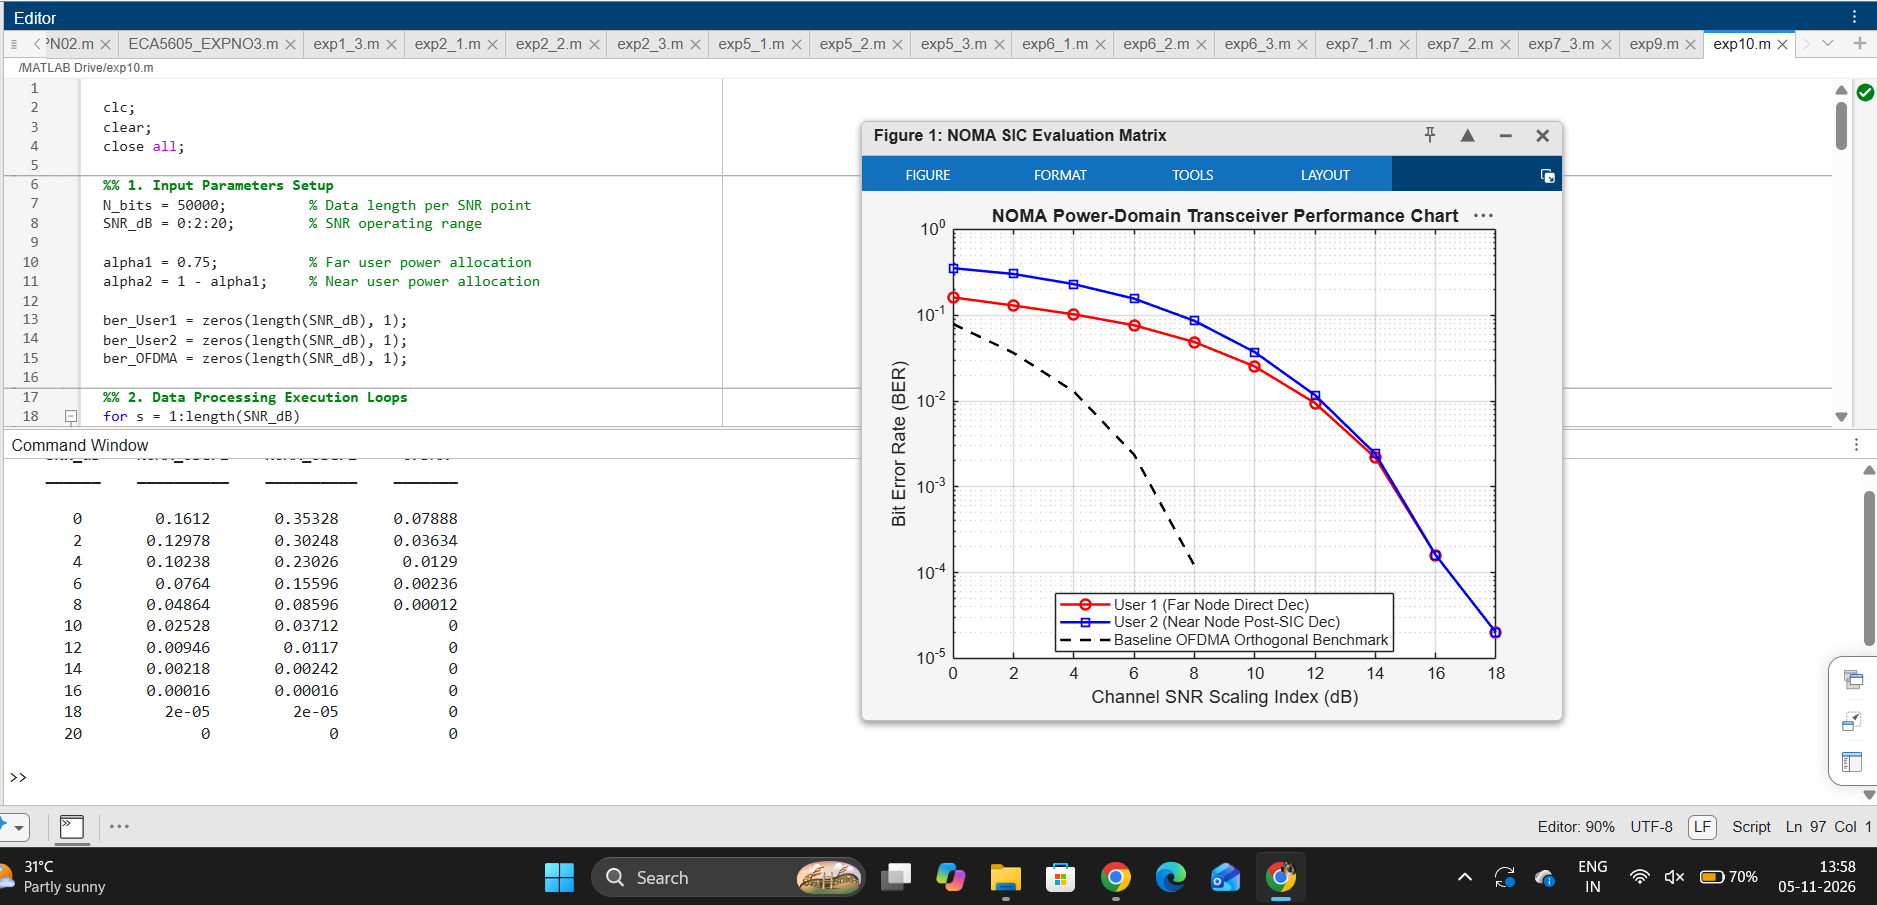 Editor
PN02.m
ECA5605_EXPNO3.m
exp1_3.m
exp2_1.m
exp2_2.m
exp2_3.m
exp5_1.m
exp5_2.m
exp5_3.m
exp6_1.m
exp6_2.m
exp6_3.m
exp7_1.m
exp7_2.m
exp7_3.m
exp9.m
exp10.m
/MATLAB Drive/exp10.m
1
2 clc;
3 clear;
4 close all;
5
6 %% 1. Input Parameters Setup
7 N_bits = 50000; % Data length per SNR point
8 SNR_dB = 0:2:20; % SNR operating range
9
10 alpha1 = 0.75; % Far user power allocation
11 alpha2 = 1 - alpha1; % Near user power allocation
12
13 ber_User1 = zeros(length(SNR_dB), 1);
14 ber_User2 = zeros(length(SNR_dB), 1);
15 ber_OFDMA = zeros(length(SNR_dB), 1);
16
17 %% 2. Data Processing Execution Loops
18 for s = 1:length(SNR_dB)
Command Window
0 0.1612 0.35328 0.07888
2 0.12978 0.30248 0.03634
4 0.10238 0.23026 0.0129
6 0.0764 0.15596 0.00236
8 0.04864 0.08596 0.00012
10 0.02528 0.03712 0
12 0.00946 0.0117 0
14 0.00218 0.00242 0
16 0.00016 0.00016 0
18 2e-05 2e-05 0
20 0 0 0
>>
Figure 1: NOMA SIC Evaluation Matrix
FIGURE FORMAT TOOLS LAYOUT
NOMA Power-Domain Transceiver Performance Chart
10^0
10^-1
10^-2
10^-3
10^-4
10^-5
Bit Error Rate (BER)
User 1 (Far Node Direct Dec)
User 2 (Near Node Post-SIC Dec)
Baseline OFDMA Orthogonal Benchmark
0 2 4 6 8 10 12 14 16 18
Channel SNR Scaling Index (dB)
Editor: 90% UTF-8 LF Script Ln 97 Col 1
31°C
Partly sunny
Search
ENG
IN
70%
13:58
05-11-2026